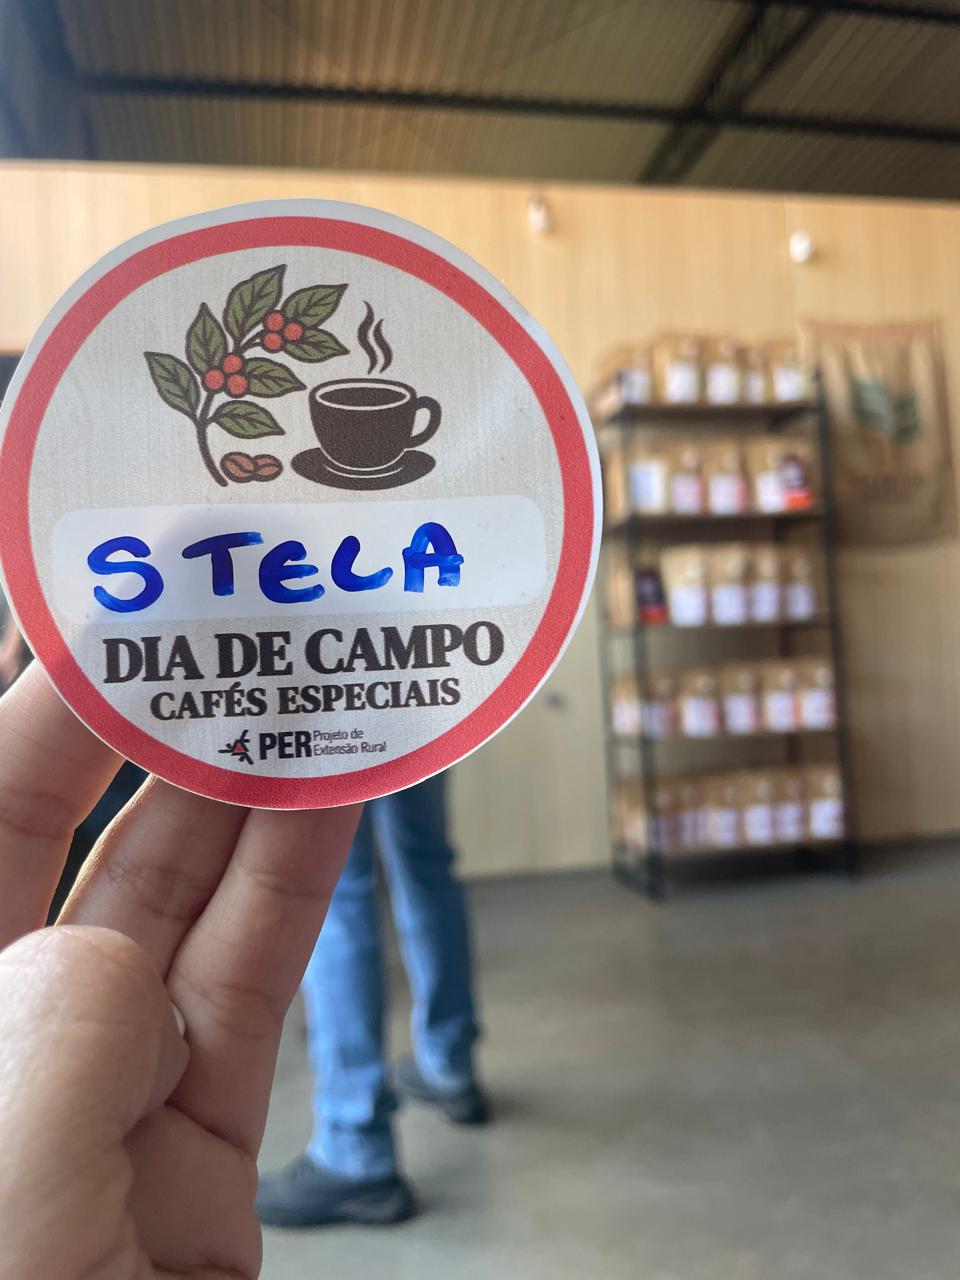 STELA
DIA DE CAMPO
CAFÉS ESPECIAIS
PER Projeto de
Extensão Rural